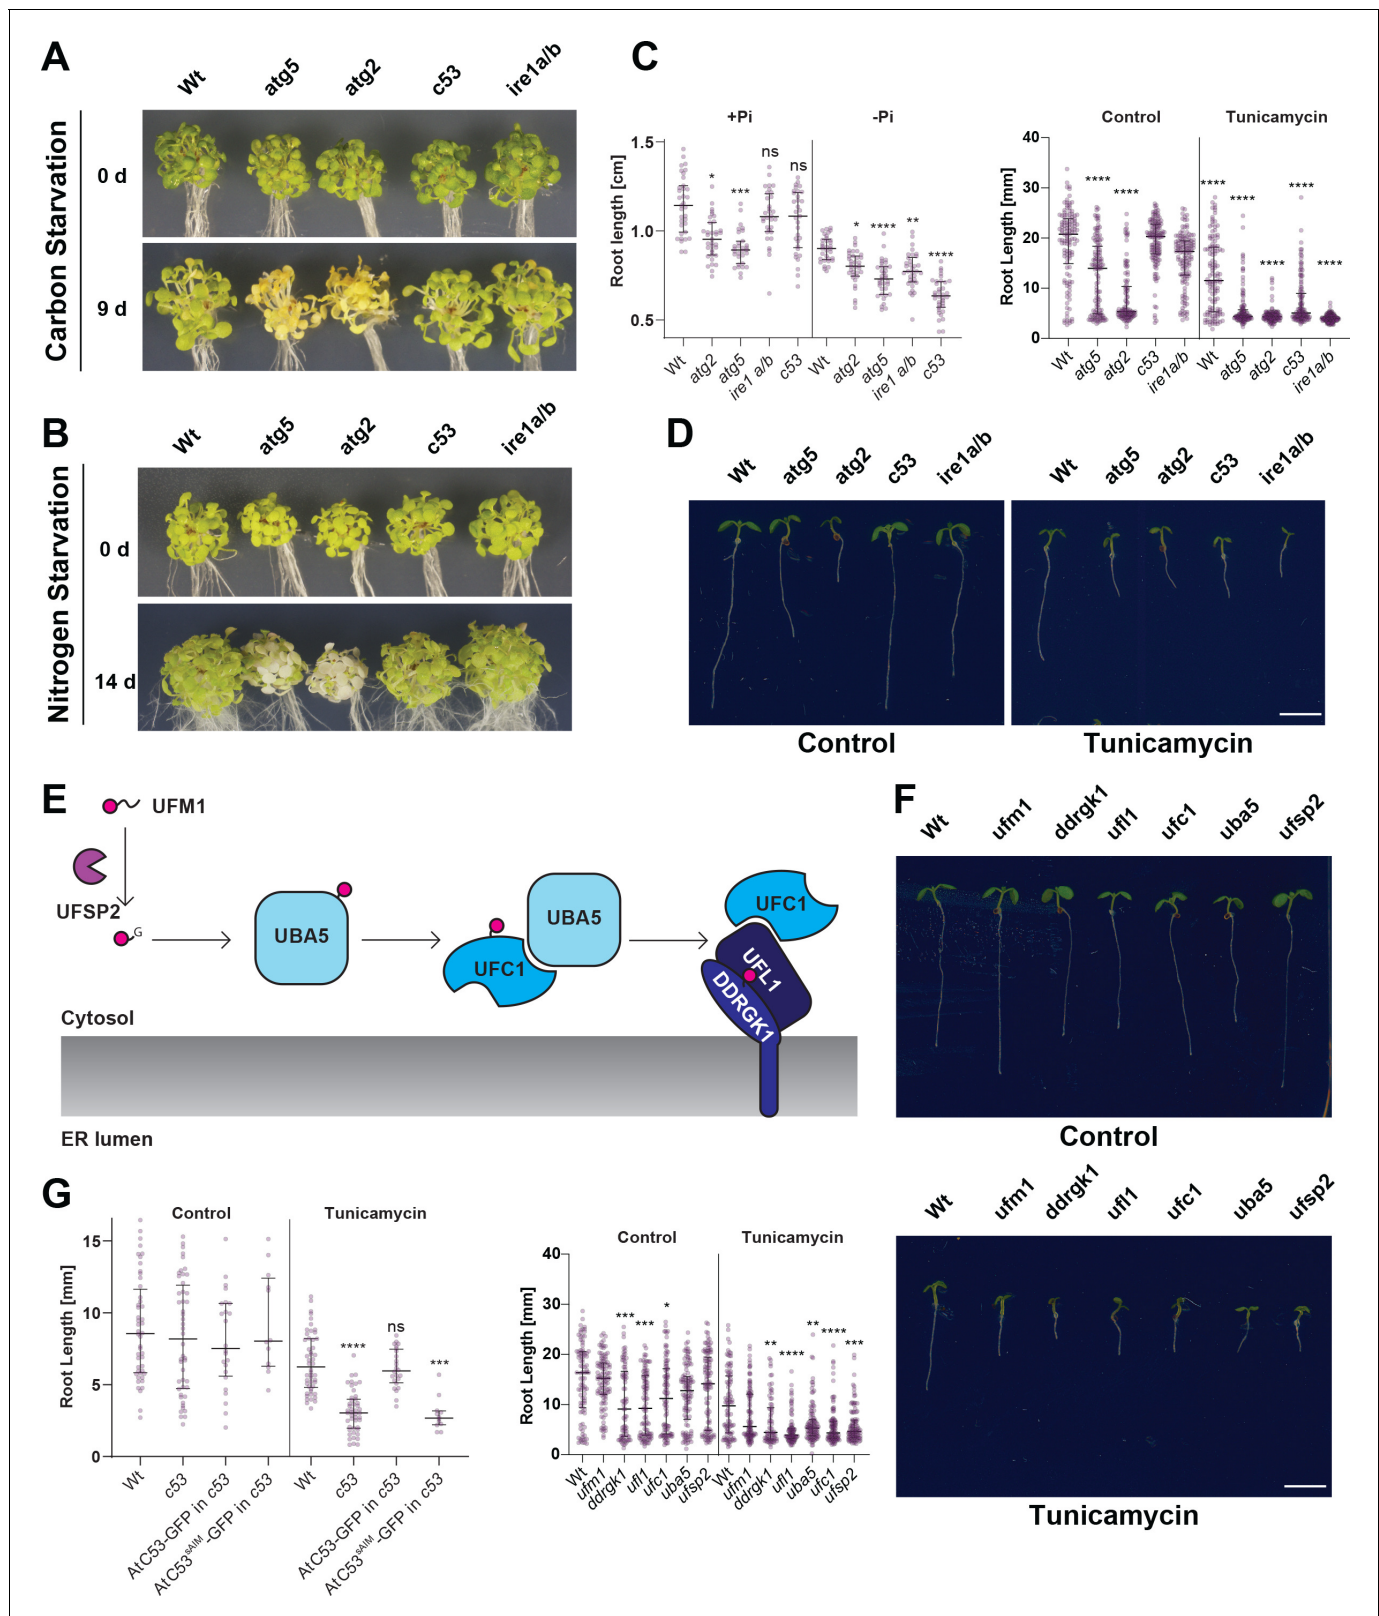 A
Wt
atg5
atg2
c53
ire1a/b
Carbon Starvation
0 d
9 d
B
Wt
atg5
atg2
c53
ire1a/b
Nitrogen Starvation
0 d
14 d
C
+Pi
-Pi
Root length [cm]
1.5
1.0
0.5
*
***
ns
ns
*
****
**
****
Wt
atg2
atg5
ire1 a/b
c53
Wt
atg2
atg5
ire1 a/b
c53
Control
Tunicamycin
Root Length [mm]
40
30
20
10
0
****
****
****
****
****
****
****
Wt
atg5
atg2
c53
ire1a/b
Wt
atg5
atg2
c53
ire1a/b
D
Wt
atg5
atg2
c53
ire1a/b
Wt
atg5
atg2
c53
ire1a/b
Control
Tunicamycin
E
UFM1
UFSP2
G
UBA5
UFC1
UBA5
UFC1
UFL1
DDRGK1
Cytosol
ER lumen
F
Wt
ufm1
ddrgk1
ufl1
ufc1
uba5
ufsp2
Control
Wt
ufm1
ddrgk1
ufl1
ufc1
uba5
ufsp2
Tunicamycin
G
Control
Tunicamycin
Root Length [mm]
15
10
5
0
****
ns
***
Wt
c53
AtC53-GFP in c53
AtC53sAIM-GFP in c53
Wt
c53
AtC53-GFP in c53
AtC53sAIM-GFP in c53
Control
Tunicamycin
Root Length [mm]
40
30
20
10
0
***
***
*
**
****
**
****
***
Wt
ufm1
ddrgk1
ufl1
ufc1
uba5
ufsp2
Wt
ufm1
ddrgk1
ufl1
uba5
ufc1
ufsp2